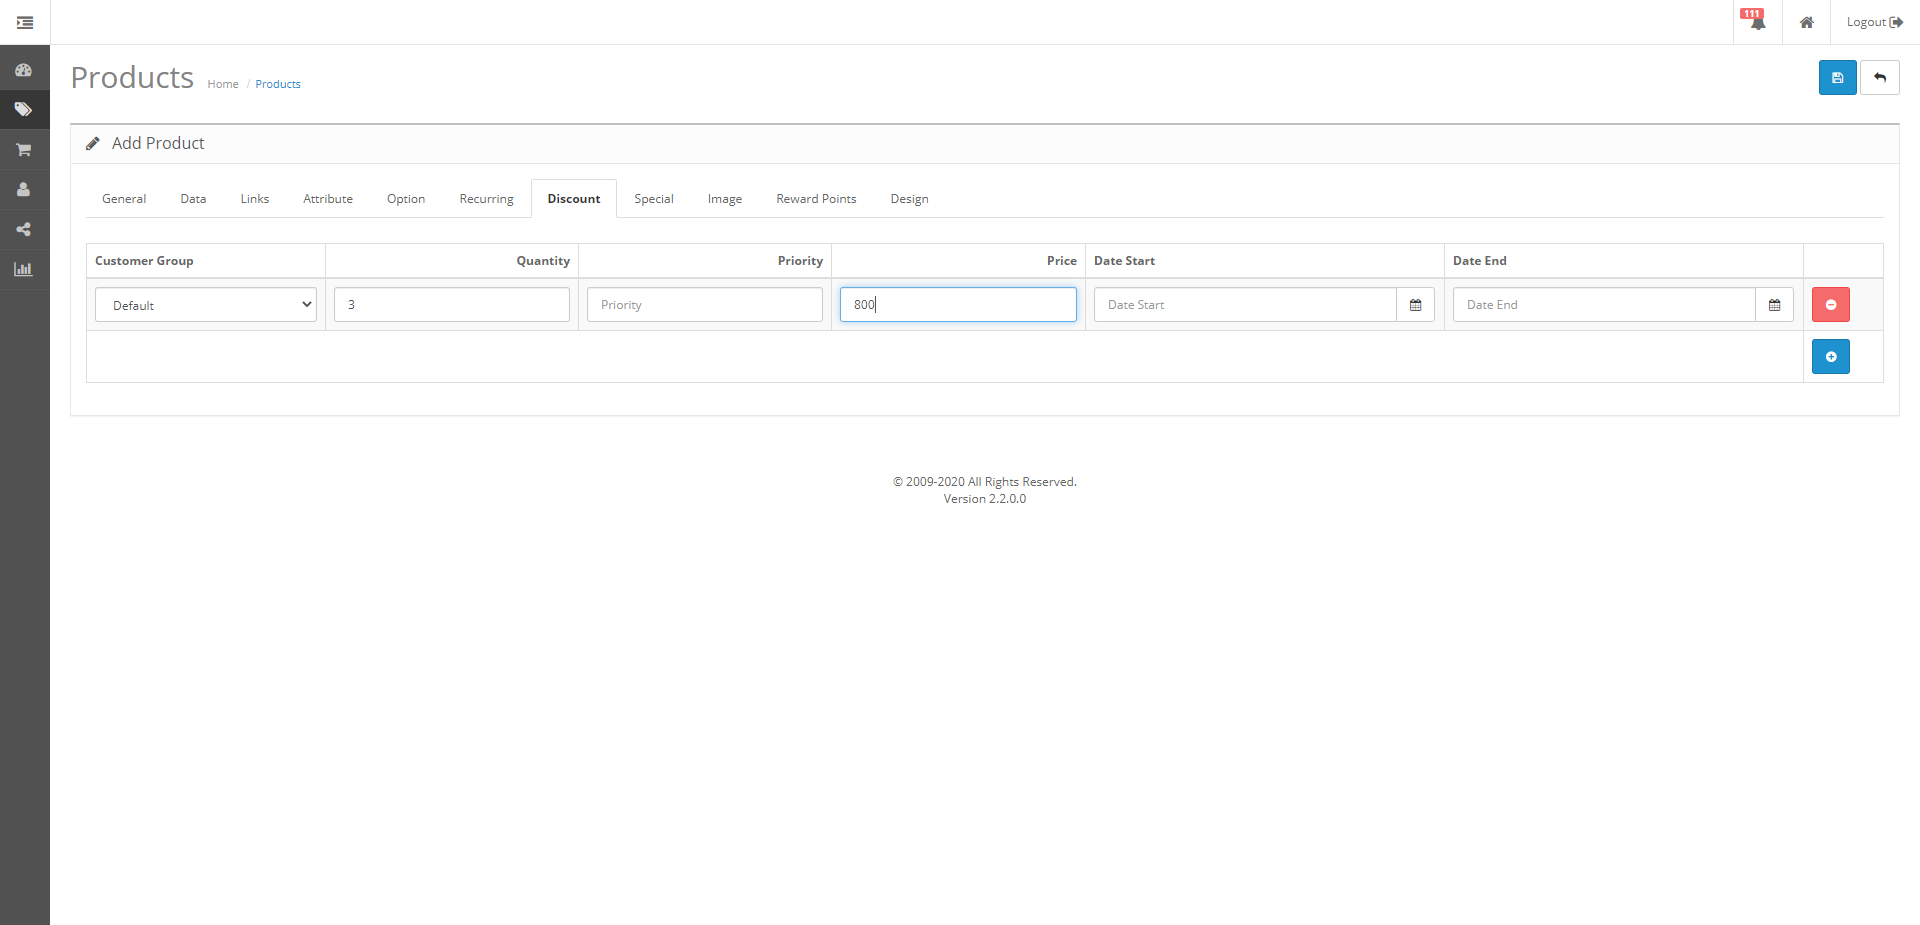 111
Logout
Products Home / Products
Add Product
General Data Links Attribute Option Recurring Discount Special Image Reward Points Design
Customer Group Quantity Priority Price Date Start Date End
Default 3 Priority 800 Date Start Date End
© 2009-2020 All Rights Reserved.
Version 2.2.0.0